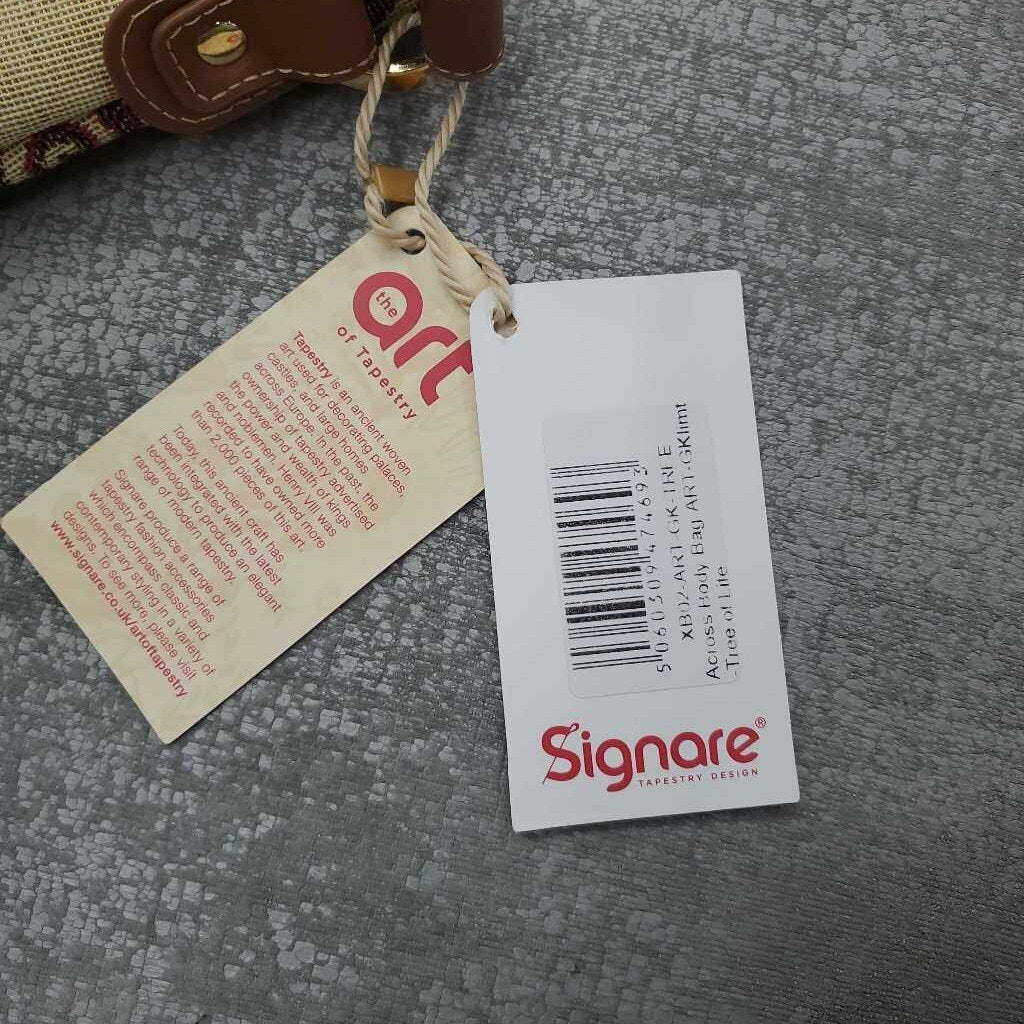 the
art
of Tapestry
Tapestry is an ancient woven
art used for decorating palaces,
castles, and large homes
across Europe. In the past, the
ownership of tapestry advertised
the power and wealth of kings
and noblemen. Henry VIII was
recorded to have owned more
than 2,000 pieces of this art.
Today, this ancient craft has
been integrated with the latest
technology to produce an elegant
range of modern tapestry.
Signare produce a range of
tapestry fashion accessories
which encompass classic and
contemporary styling in a variety of
designs. To see more, please visit
www.signare.co.uk/artoftapestry
5 060309 474693
XB02-ART-GK-TREE
Across Body Bag ART-GKlimt
-Tree of Life
Signare®
TAPESTRY DESIGN